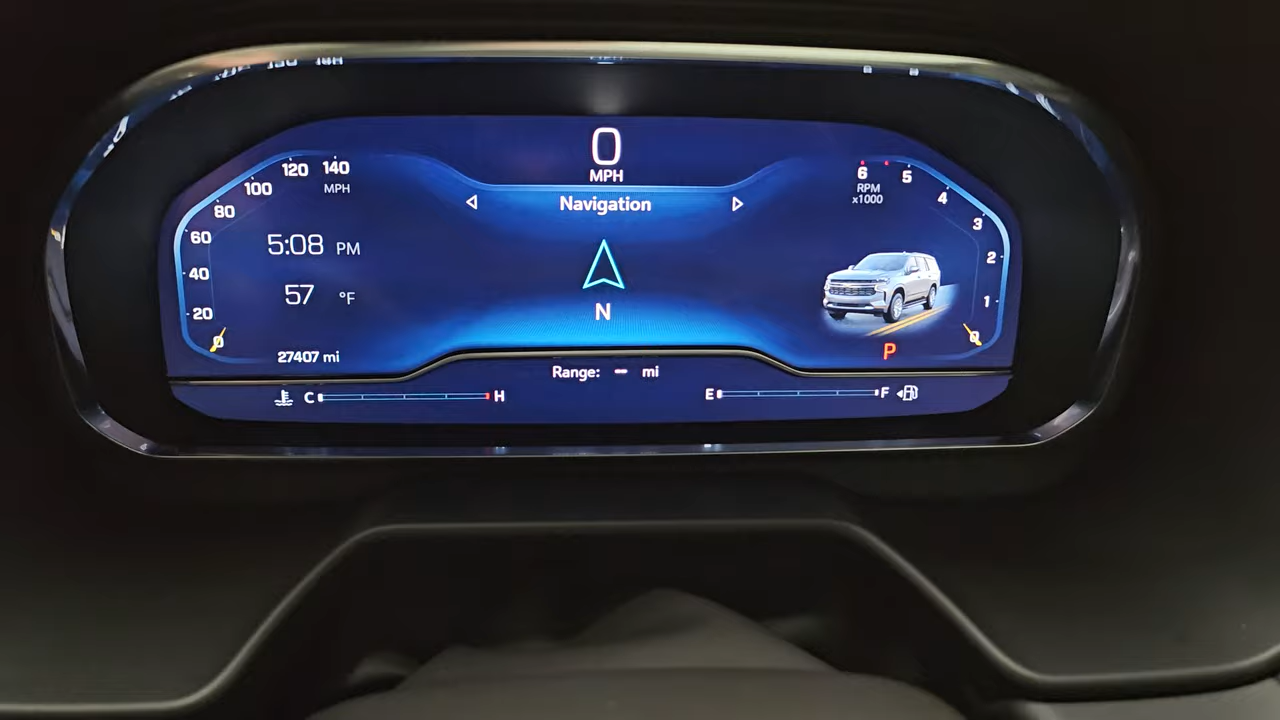 0
MPH
Navigation
N
120 140
MPH
100
80
60
40
20
0
5:08 PM
57 °F
27407 mi
6
5
4
3
2
1
0
RPM
x1000
P
Range: -- mi
C H
E F